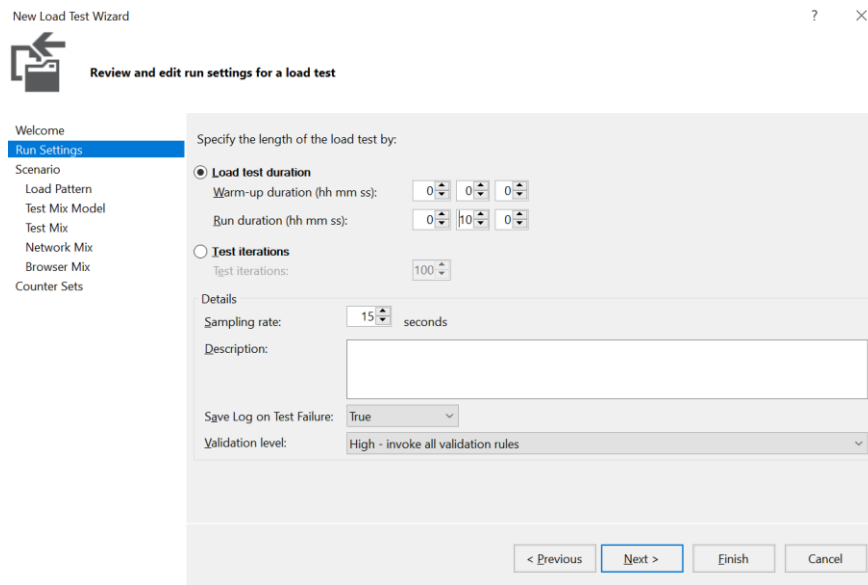 New Load Test Wizard
?
Review and edit run settings for a load test
Welcome
Run Settings
Scenario
Load Pattern
Test Mix Model
Test Mix
Network Mix
Browser Mix
Counter Sets
Specify the length of the load test by:
Load test duration
Warm-up duration (hh mm ss): 0 0 0
Run duration (hh mm ss): 0 10 0
Test iterations
Test iterations: 100
Details
Sampling rate: 15 seconds
Description:
Save Log on Test Failure: True
Validation level: High - invoke all validation rules
< Previous Next > Finish Cancel